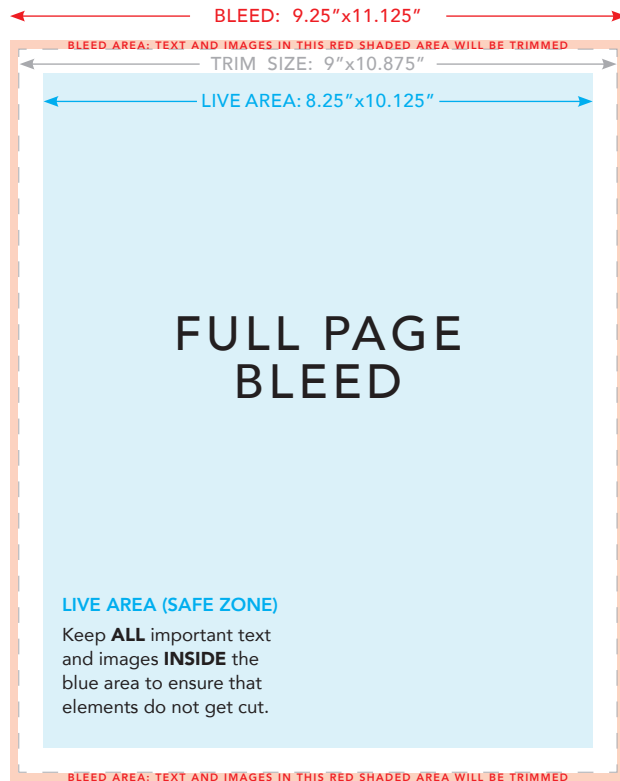 BLEED: 9.25”x11.125”
BLEED AREA: TEXT AND IMAGES IN THIS RED SHADED AREA WILL BE TRIMMED
TRIM SIZE: 9”x10.875”
LIVE AREA: 8.25”x10.125”
FULL PAGE
BLEED
LIVE AREA (SAFE ZONE)
Keep ALL important text
and images INSIDE the
blue area to ensure that
elements do not get cut.
BLEED AREA: TEXT AND IMAGES IN THIS RED SHADED AREA WILL BE TRIMMED